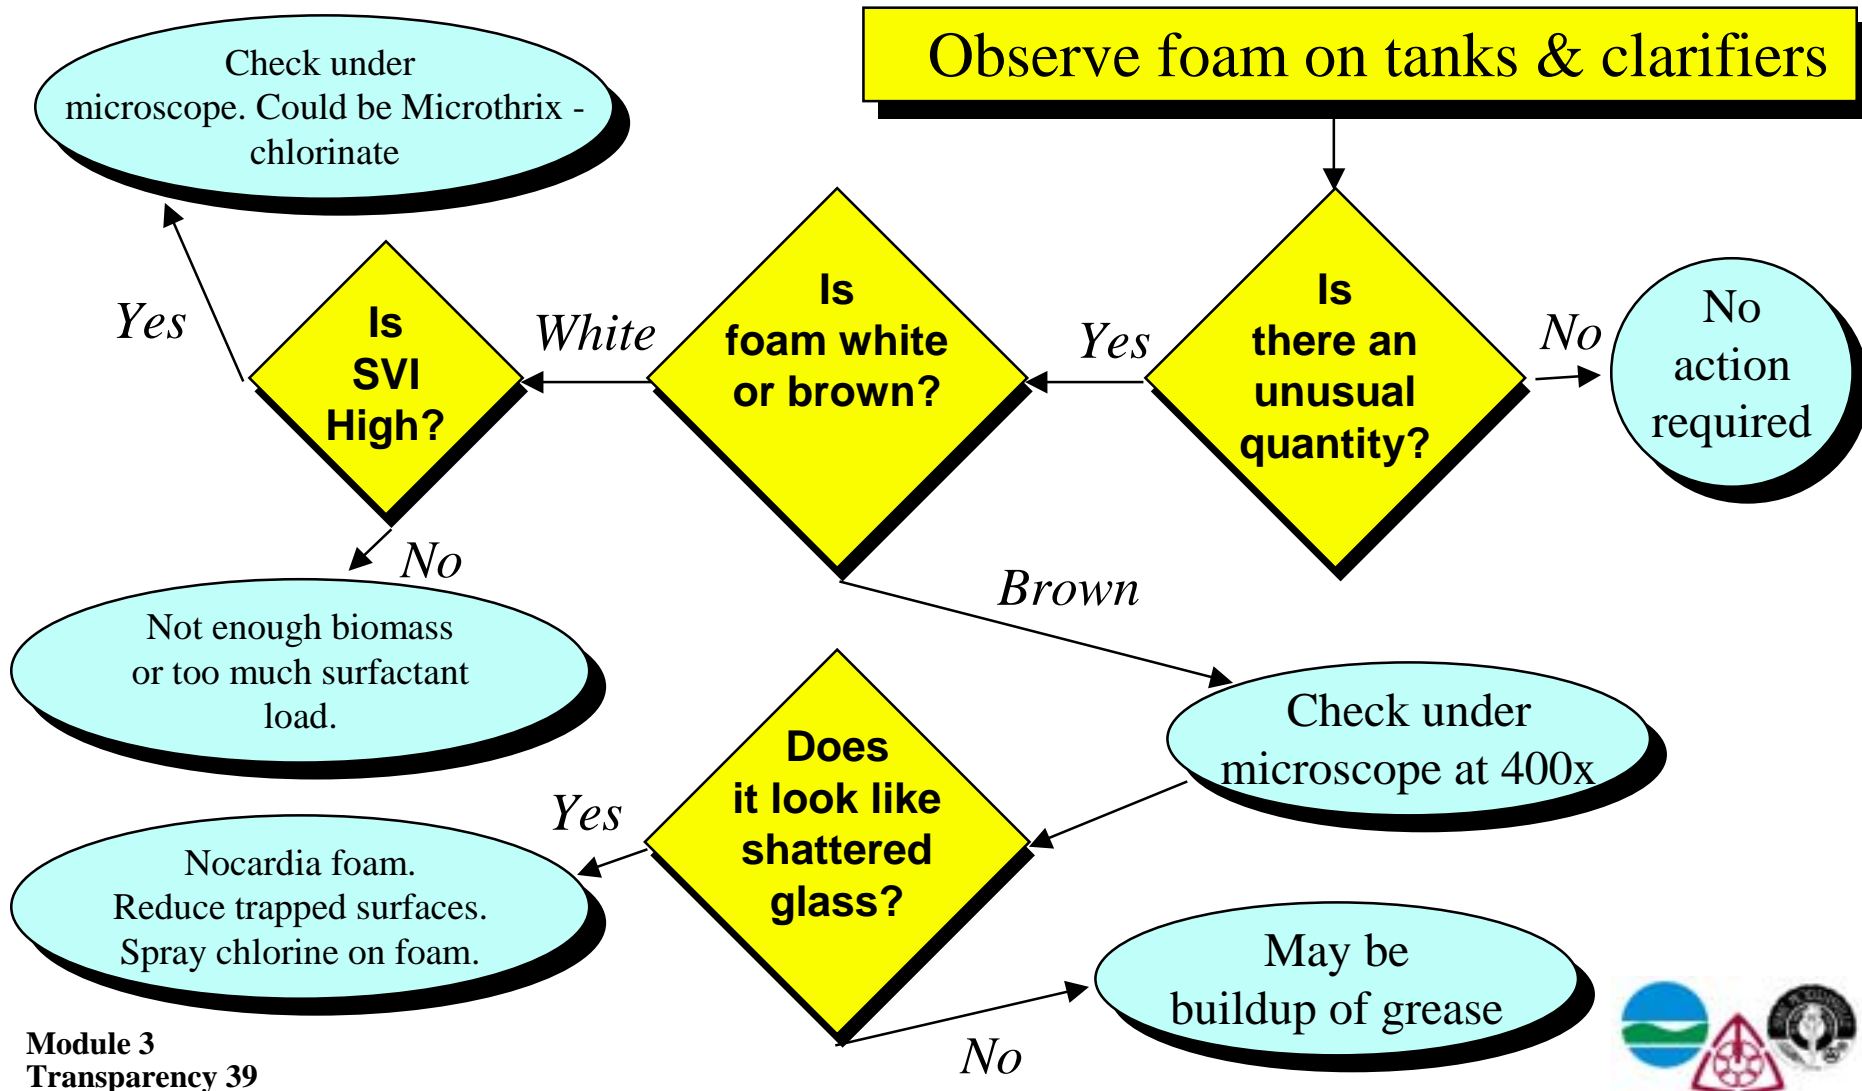 Observe foam on tanks & clarifiers
Check under
microscope. Could be Microthrix -
chlorinate
Is
there an
unusual
quantity?
No
No
action
required
Yes
Is
foam white
or brown?
White
Is
SVI
High?
Yes
No
Not enough biomass
or too much surfactant
load.
Brown
Check under
microscope at 400x
Does
it look like
shattered
glass?
Yes
Nocardia foam.
Reduce trapped surfaces.
Spray chlorine on foam.
No
May be
buildup of grease
Module 3
Transparency 39